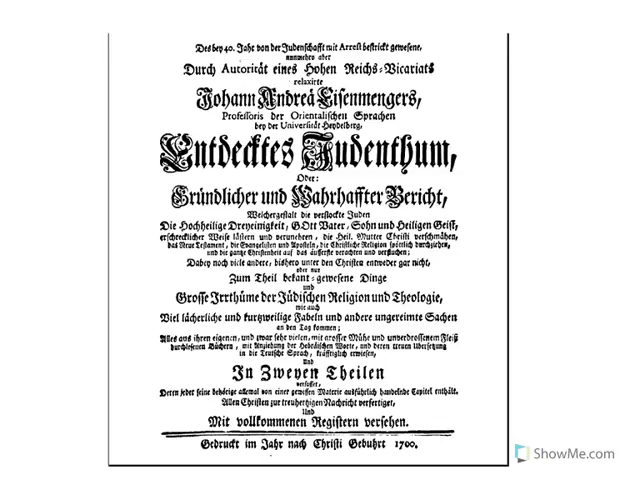 Des bey 40. Jahr von der Judenschafft mit Arrest bestrickt gewesene,
nunmehro aber
Durch Autorität eines Hohen Reichs-Vicariats
relaxirte
Johann Andreä Eisenmengers,
Professoris der Orientalischen Sprachen
bey der Universität Heydelberg,
Entdecktes Judenthum,
Oder:
Gründlicher und Wahrhaffter Bericht,
Welchergestalt die verstockte Juden
Die Hochheilige Dreyeinigkeit, GOtt Vater, Sohn und Heiligen Geist,
erschrecklicher Weise lästern und verunehren, die Heil. Mutter Christi verschmähen,
das Neue Testament, die Evangelisten und Aposteln, die Christliche Religion spöttlich durchziehen,
und die gantze Christenheit auf das äusserste verachten und verfluchen;
Dabey noch viele andere, bishero unter den Christen entweder gar nicht,
oder nur
Zum Theil bekant-gewesene Dinge
und
Grosse Irrthüme der Jüdischen Religion und Theologie,
wie auch
Viel lächerliche und kurtzweilige Fabeln und andere ungereimte Sachen
an den Tag kommen;
Alles aus ihren eigenen, und zwar sehr vielen, mit grosser Mühe und unverdrossenem Fleiß
durchlesenen Büchern, mit Anziehung der Hebräischen Worte, und deren treuen Übersetzung
in die Teutsche Sprach, kräfftiglich erwiesen,
Und
In Zweyen Theilen
verfasset,
Deren jeder seine behörige allemal von einer gewissen Materie ausführlich handelnde Capitel enthält.
Allen Christen zur treuhertzigen Nachricht verfertiget,
Und
Mit vollkommenen Registern versehen.
Gedruckt im Jahr nach Christi Gebuhrt 1700.
ShowMe.com